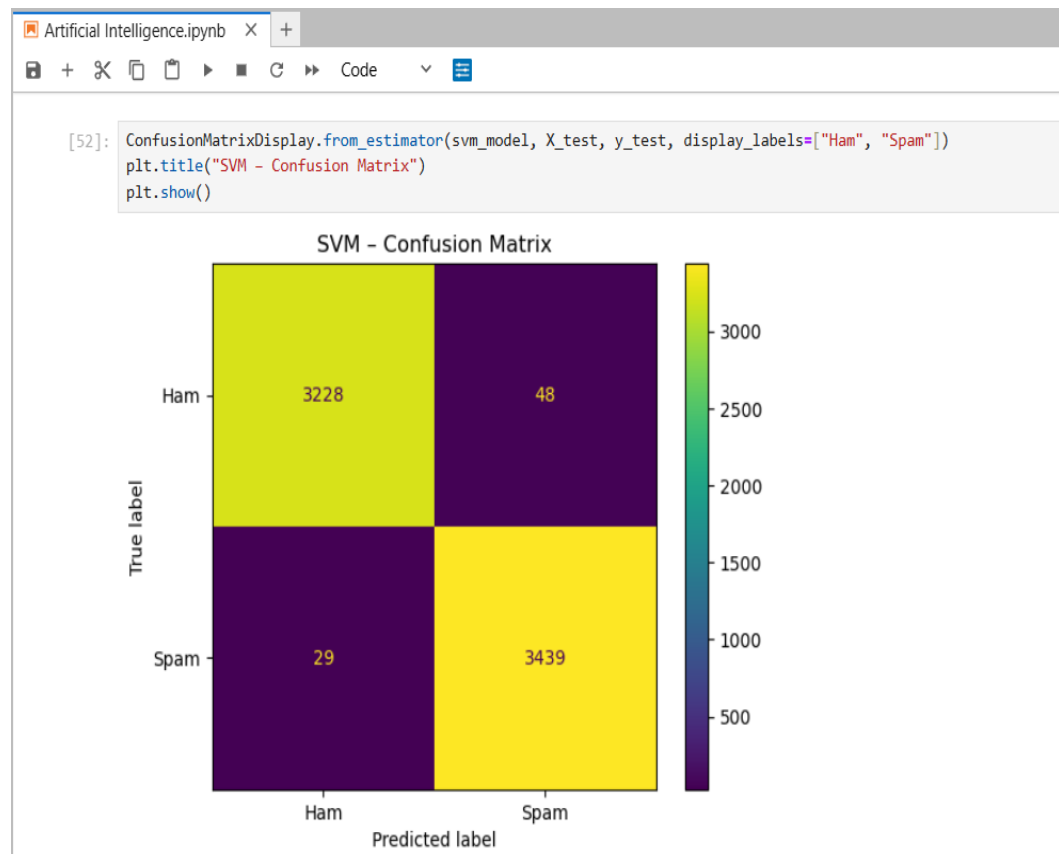 Artificial Intelligence.ipynb
Code
[52]: ConfusionMatrixDisplay.from_estimator(svm_model, X_test, y_test, display_labels=["Ham", "Spam"])
plt.title("SVM – Confusion Matrix")
plt.show()
SVM – Confusion Matrix
Ham
3228
48
Spam
29
3439
True label
Ham
Spam
Predicted label
3000
2500
2000
1500
1000
500